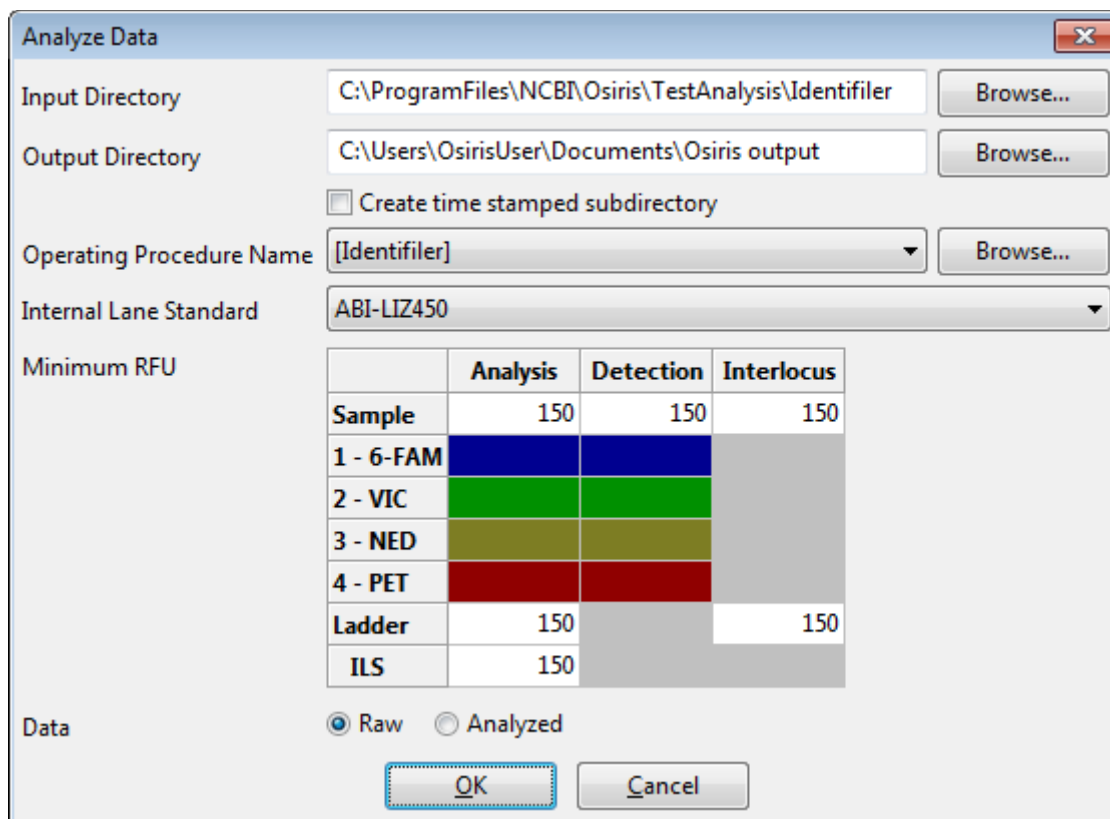 Analyze Data
Input Directory C:\ProgramFiles\NCBI\Osiris\TestAnalysis\Identifiler Browse...
Output Directory C:\Users\OsirisUser\Documents\Osiris output Browse...
Create time stamped subdirectory
Operating Procedure Name [Identifiler] Browse...
Internal Lane Standard ABI-LIZ450
Minimum RFU Analysis Detection Interlocus
Sample 150 150 150
1 - 6-FAM
2 - VIC
3 - NED
4 - PET
Ladder 150 150
ILS 150
Data Raw Analyzed
OK Cancel